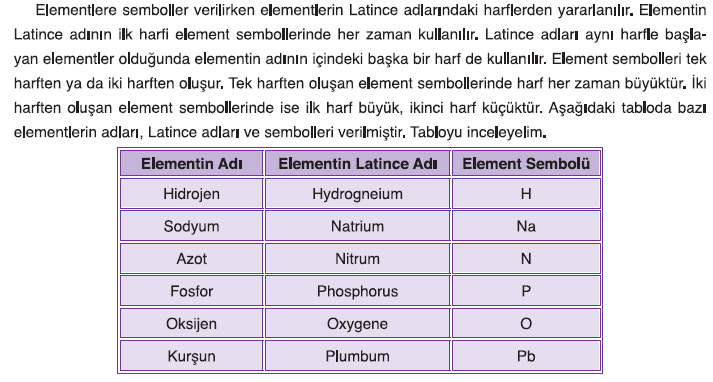 Elementlere semboller verilirken elementlerin Latince adlarındaki harflerden yararlanılır. Elementin
Latince adının ilk harfi element sembollerinde her zaman kullanılır. Latince adları aynı harfle başla-
yan elementler olduğunda elementin adının içindeki başka bir harf de kullanılır. Element sembolleri tek
harften ya da iki harften oluşur. Tek harften oluşan element sembollerinde harf her zaman büyüktür. İki
harften oluşan element sembollerinde ise ilk harf büyük, ikinci harf küçüktür. Aşağıdaki tabloda bazı
elementlerin adları, Latince adları ve sembolleri verilmiştir. Tabloyu inceleyelim.
Elementin Adı Elementin Latince Adı Element Sembolü
Hidrojen Hydrogneium H
Sodyum Natrium Na
Azot Nitrum N
Fosfor Phosphorus P
Oksijen Oxygene O
Kurşun Plumbum Pb